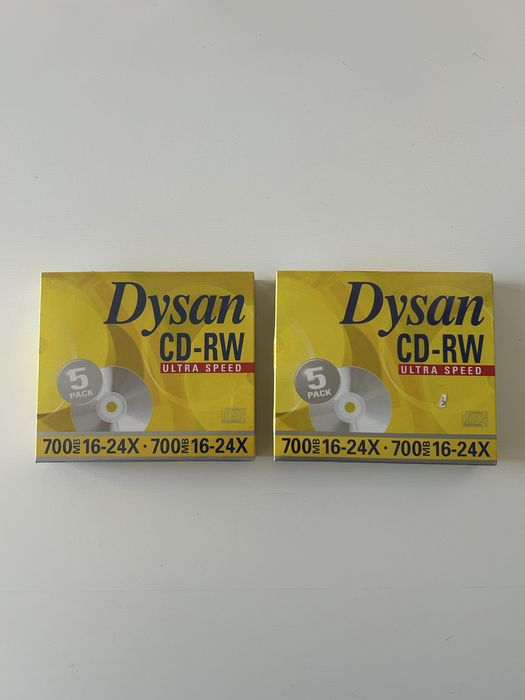 Dysan
CD-RW
ULTRA SPEED
5
PACK
700MB 16-24X · 700MB 16-24X
Dysan
CD-RW
ULTRA SPEED
5
PACK
700MB 16-24X · 700MB 16-24X